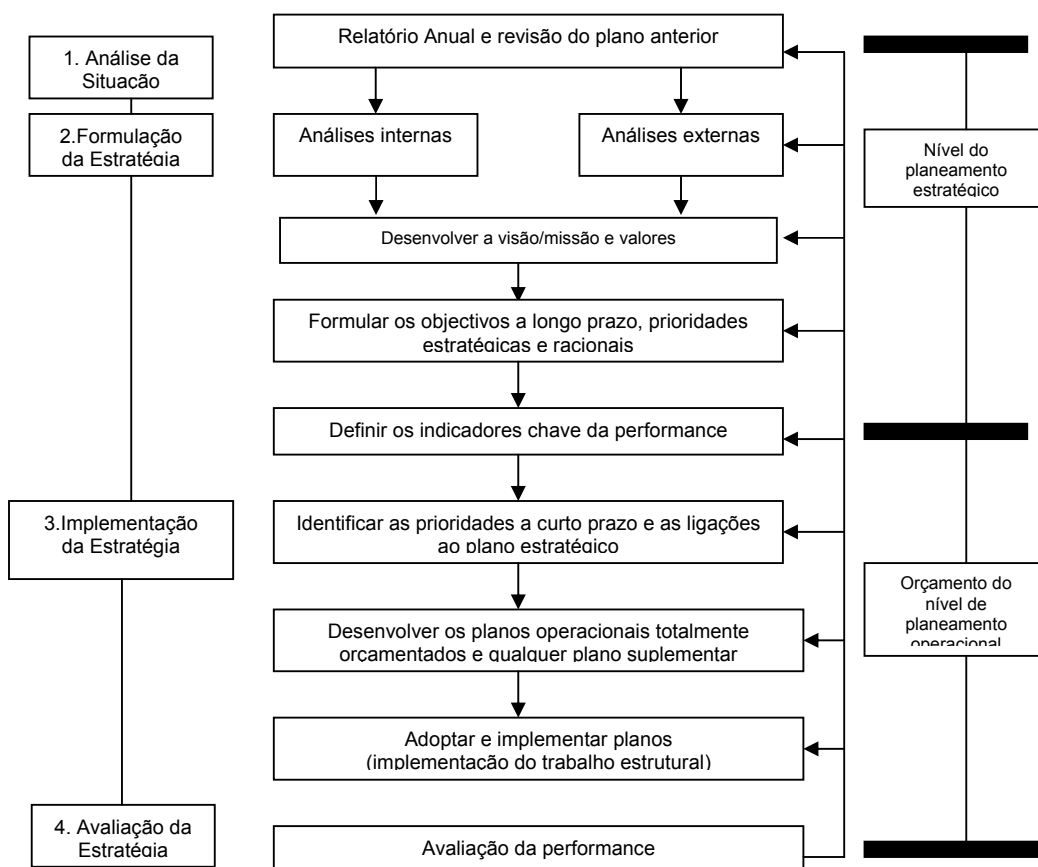 Relatório Anual e revisão do plano anterior
1. Análise da
Situação
2.Formulação
da Estratégia
Análises internas
Análises externas
Nível do
planeamento
estratégico
Desenvolver a visão/missão e valores
Formular os objectivos a longo prazo, prioridades
estratégicas e racionais
Definir os indicadores chave da performance
3.Implementação
da Estratégia
Identificar as prioridades a curto prazo e as ligações
ao plano estratégico
Orçamento do
nível de
planeamento
operacional
Desenvolver os planos operacionais totalmente
orçamentados e qualquer plano suplementar
Adoptar e implementar planos
(implementação do trabalho estrutural)
4. Avaliação da
Estratégia
Avaliação da performance